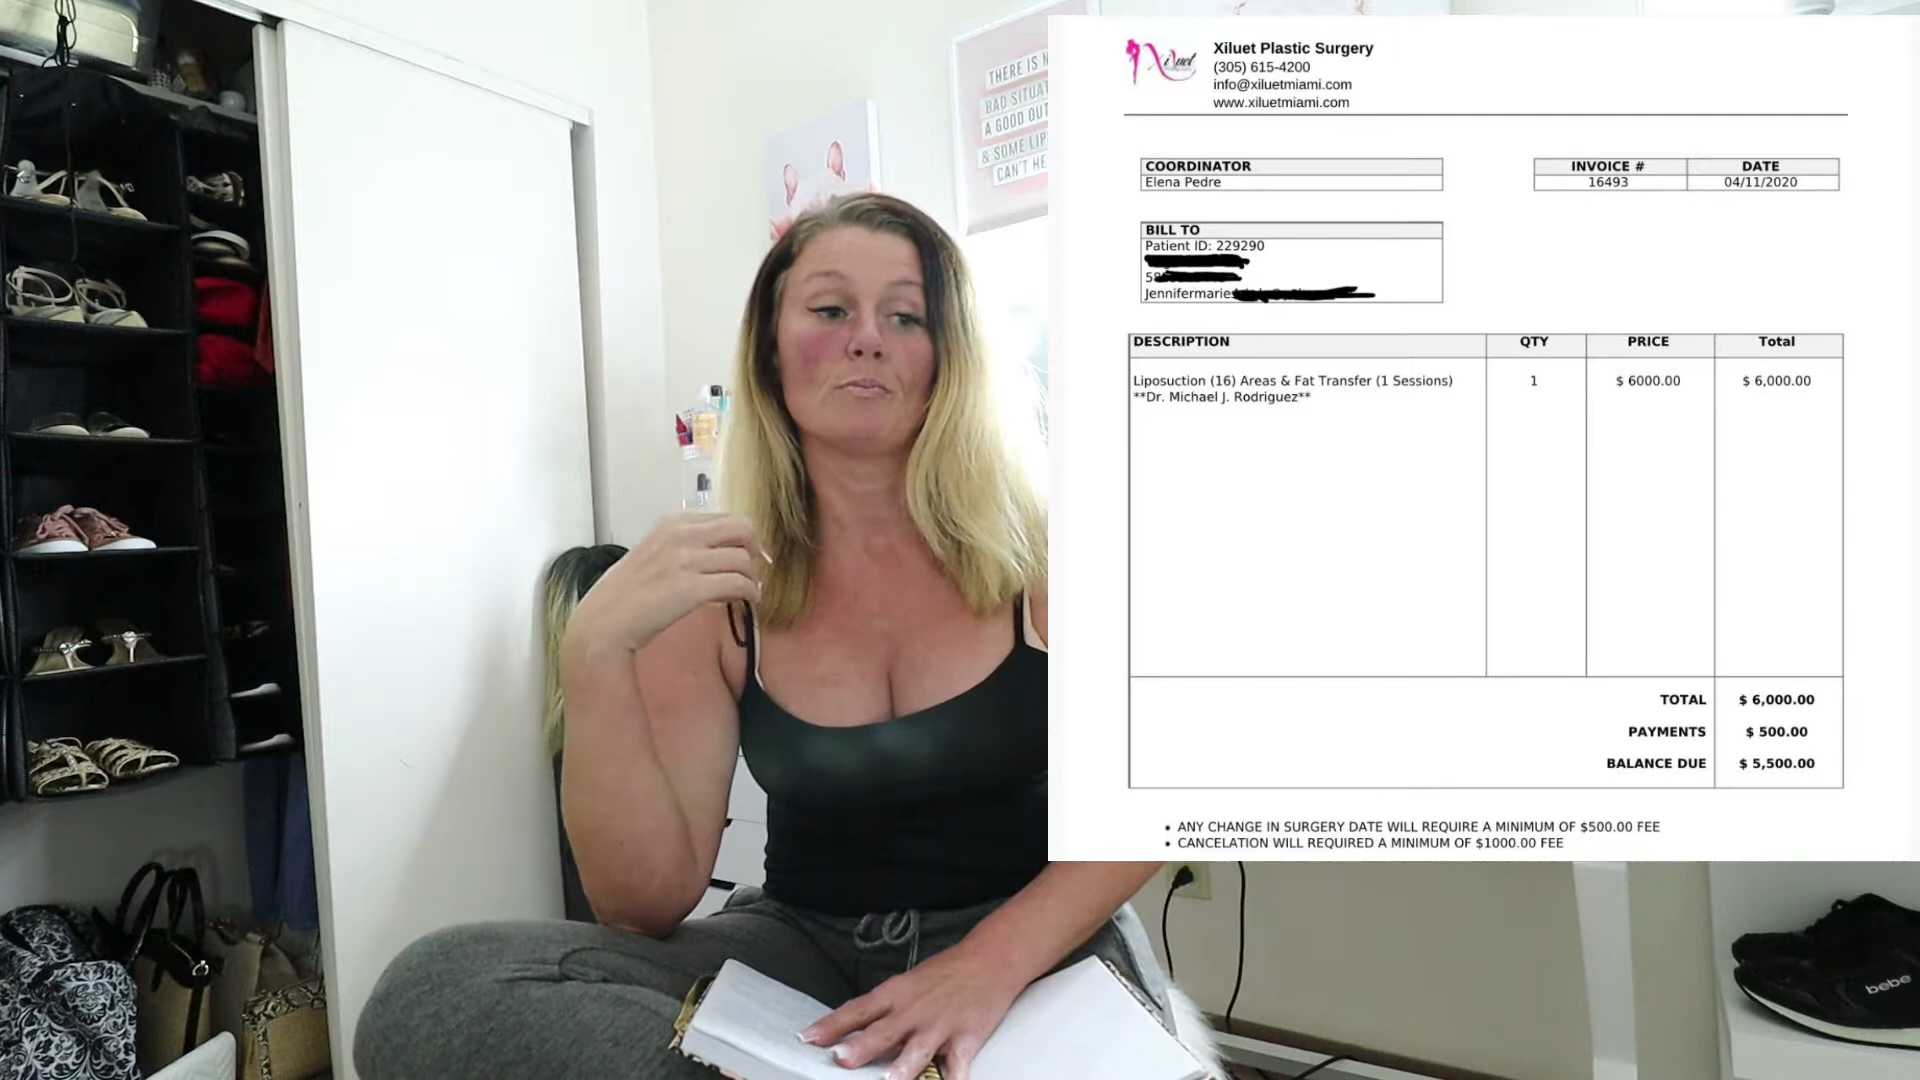 THERE IS N
BAD SITUAT
A GOOD OUT
& SOME LIP
CAN'T HE
Xiluet
Xiluet Plastic Surgery
(305) 615-4200
info@xiluetmiami.com
www.xiluetmiami.com
COORDINATOR
Elena Pedre
INVOICE # DATE
16493 04/11/2020
BILL TO
Patient ID: 229290
58
Jennifermarie
DESCRIPTION QTY PRICE Total
Liposuction (16) Areas & Fat Transfer (1 Sessions) 1 $ 6000.00 $ 6,000.00
**Dr. Michael J. Rodriguez**
TOTAL $ 6,000.00
PAYMENTS $ 500.00
BALANCE DUE $ 5,500.00
• ANY CHANGE IN SURGERY DATE WILL REQUIRE A MINIMUM OF $500.00 FEE
• CANCELATION WILL REQUIRED A MINIMUM OF $1000.00 FEE
bebe